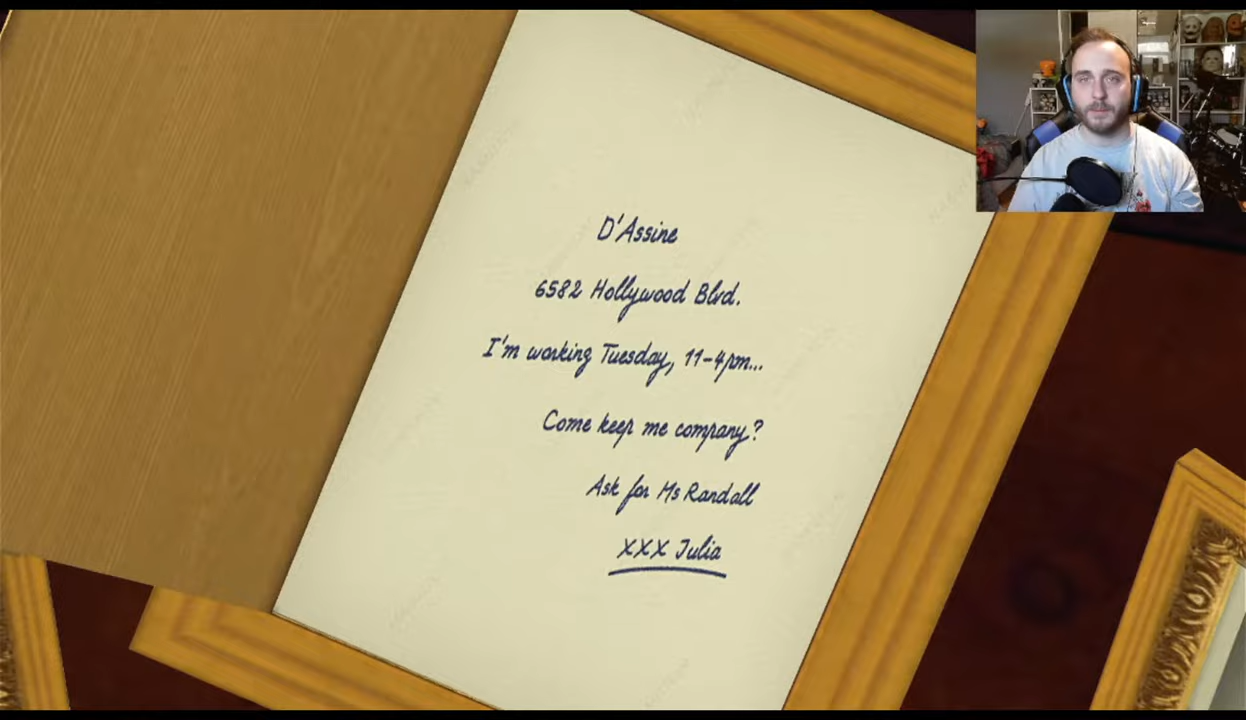 D'Assine
6582 Hollywood Blvd.
I'm working Tuesday, 11-4pm...
Come keep me company?
Ask for Ms Randall
XXX Julia